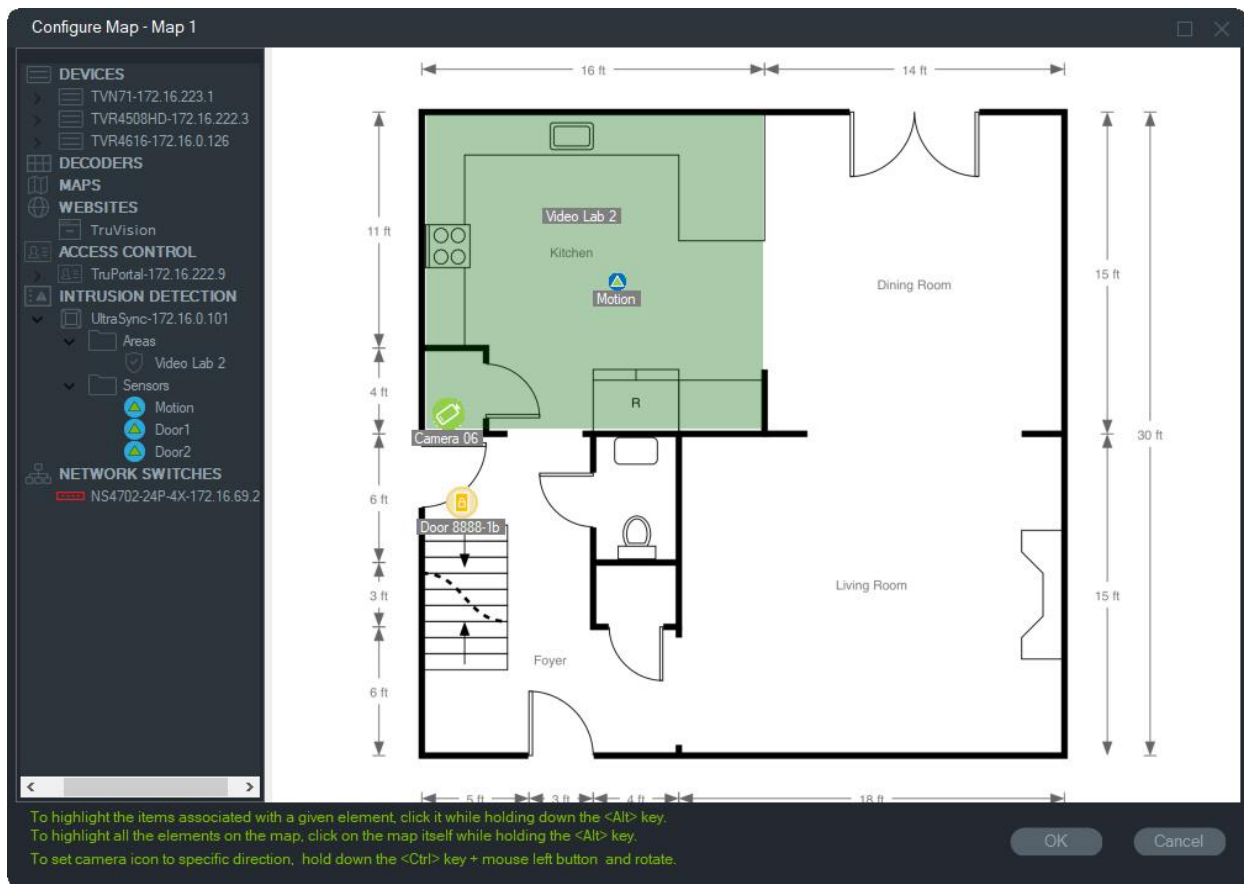 Configure Map - Map 1
DEVICES
TVN71-172.16.223.1
TVR4508HD-172.16.222.3
TVR4616-172.16.0.126
DECODERS
MAPS
WEBSITES
TruVision
ACCESS CONTROL
TruPortal-172.16.222.9
INTRUSION DETECTION
UltraSync-172.16.0.101
Areas
Video Lab 2
Sensors
Motion
Door1
Door2
NETWORK SWITCHES
NS4702-24P-4X-172.16.69.2
16 ft
14 ft
11 ft
Video Lab 2
Kitchen
Motion
Dining Room
15 ft
4 ft
R
Camera 06
30 ft
6 ft
Door 8888-1b
3 ft
Living Room
15 ft
Foyer
6 ft
5 ft
3 ft
4 ft
18 ft
To highlight the items associated with a given element, click it while holding down the <Alt> key.
To highlight all the elements on the map, click on the map itself while holding the <Alt> key.
To set camera icon to specific direction, hold down the <Ctrl> key + mouse left button and rotate.
OK
Cancel